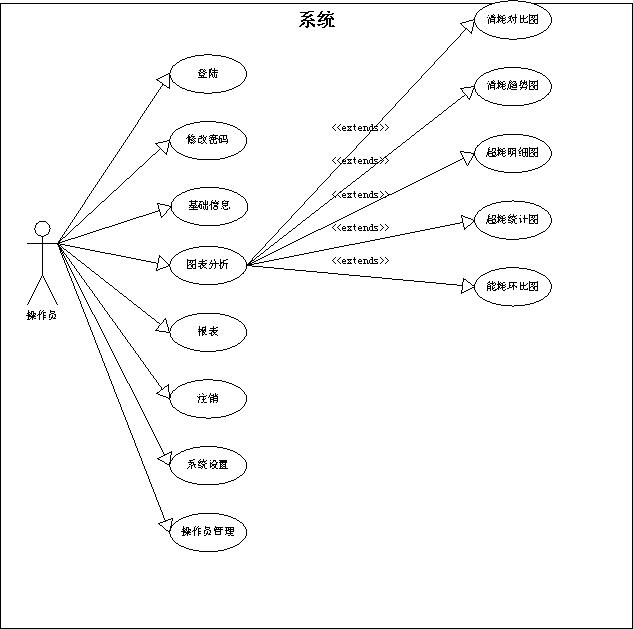 系统
消耗对比图
登陆
消耗趋势图
<<extends>>
修改密码
超耗明细图
<<extends>>
<<extends>>
基础信息
超耗统计图
<<extends>>
图表分析
<<extends>>
能耗环比图
操作员
报表
注销
系统设置
操作员管理